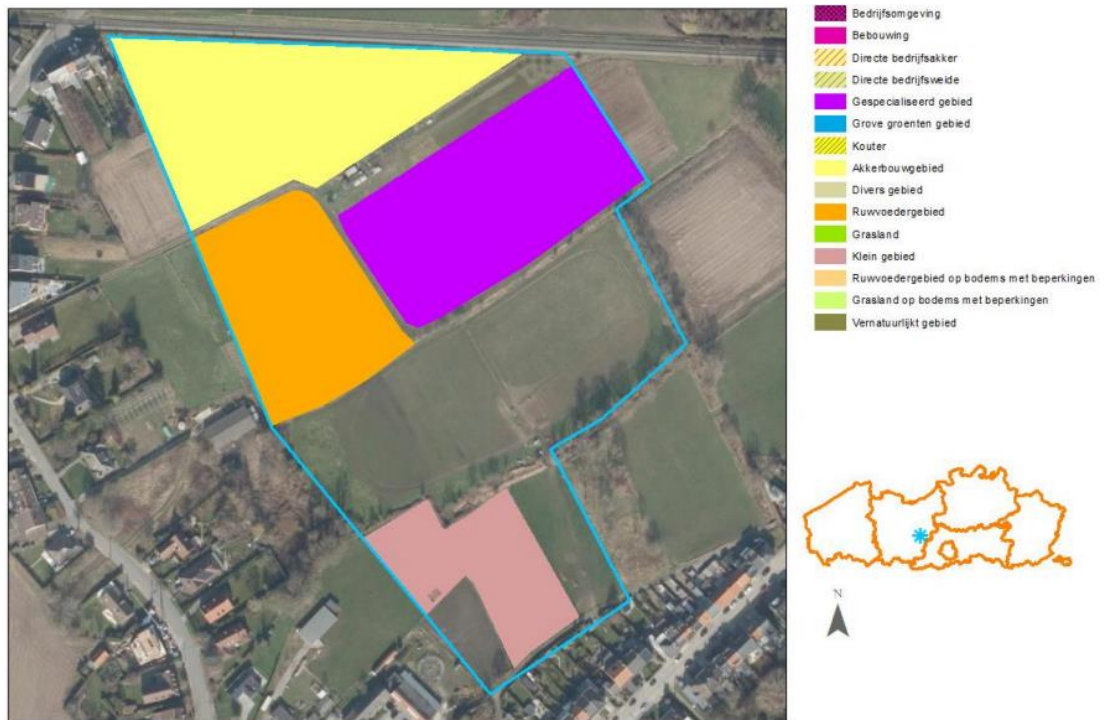 Bedrijfsomgeving
Bebouwing
Directe bedrijfsakker
Directe bedrijfsweide
Gespecialiseerd gebied
Grove groenten gebied
Kouter
Akkerbouwgebied
Divers gebied
Ruwvoedergebied
Grasland
Klein gebied
Ruwvoedergebied op bodems met beperkingen
Grasland op bodems met beperkingen
Vernatuurlijkt gebied
N